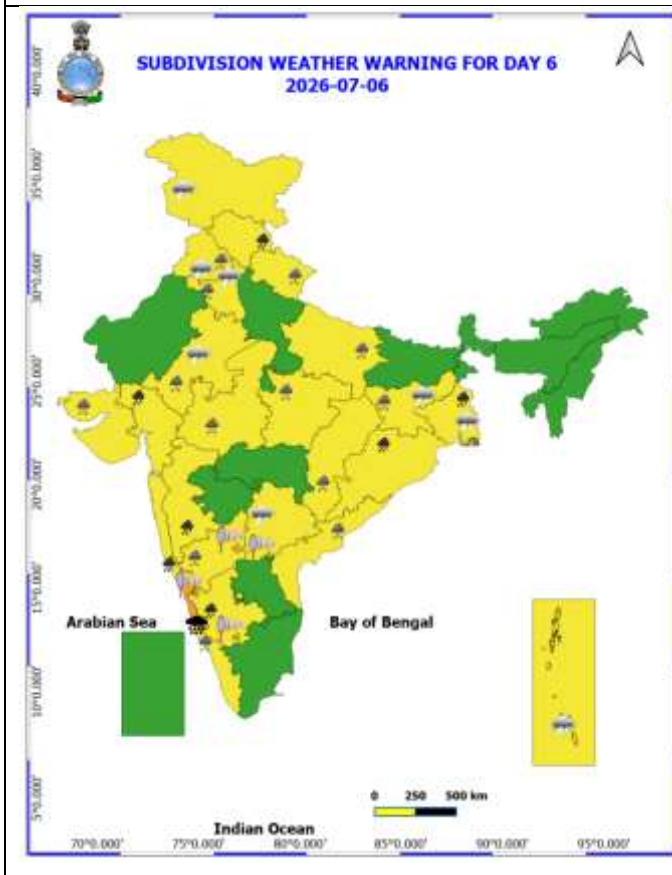 SUBDIVISION WEATHER WARNING FOR DAY 6
2026-07-06
40°0.000'
35°0.000'
30°0.000'
25°0.000'
20°0.000'
15°0.000'
10°0.000'
5°0.000'
Arabian Sea
Bay of Bengal
0 250 500 km
Indian Ocean
70°0.000' 75°0.000' 80°0.000' 85°0.000' 90°0.000' 95°0.000'